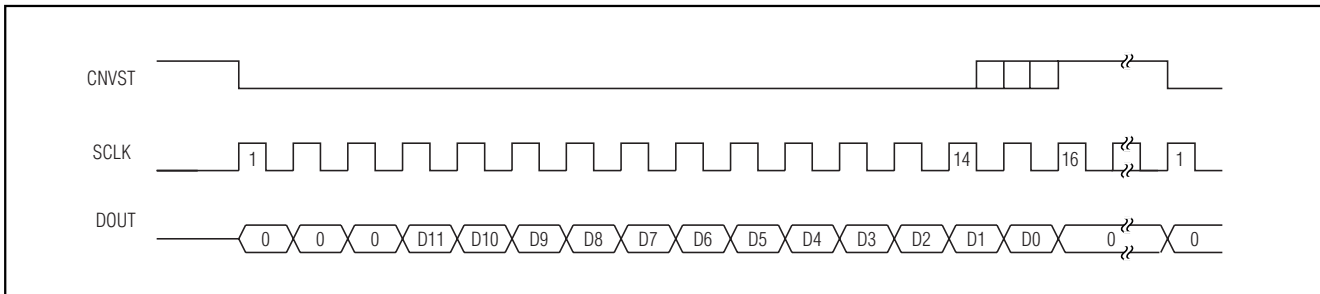 CNVST
SCLK
1 14 16 1
DOUT
0 0 0 D11 D10 D9 D8 D7 D6 D5 D4 D3 D2 D1 D0 0 0